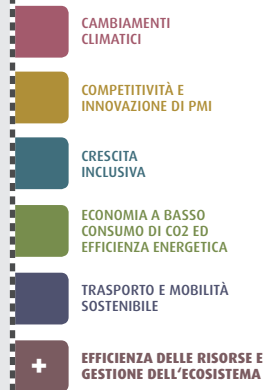 CAMBIAMENTI
CLIMATICI
COMPETITIVITÀ E
INNOVAZIONE DI PMI
CRESCITA
INCLUSIVA
ECONOMIA A BASSO
CONSUMO DI CO2 ED
EFFICIENZA ENERGETICA
TRASPORTO E MOBILITÀ
SOSTENIBILE
+ EFFICIENZA DELLE RISORSE E
GESTIONE DELL'ECOSISTEMA